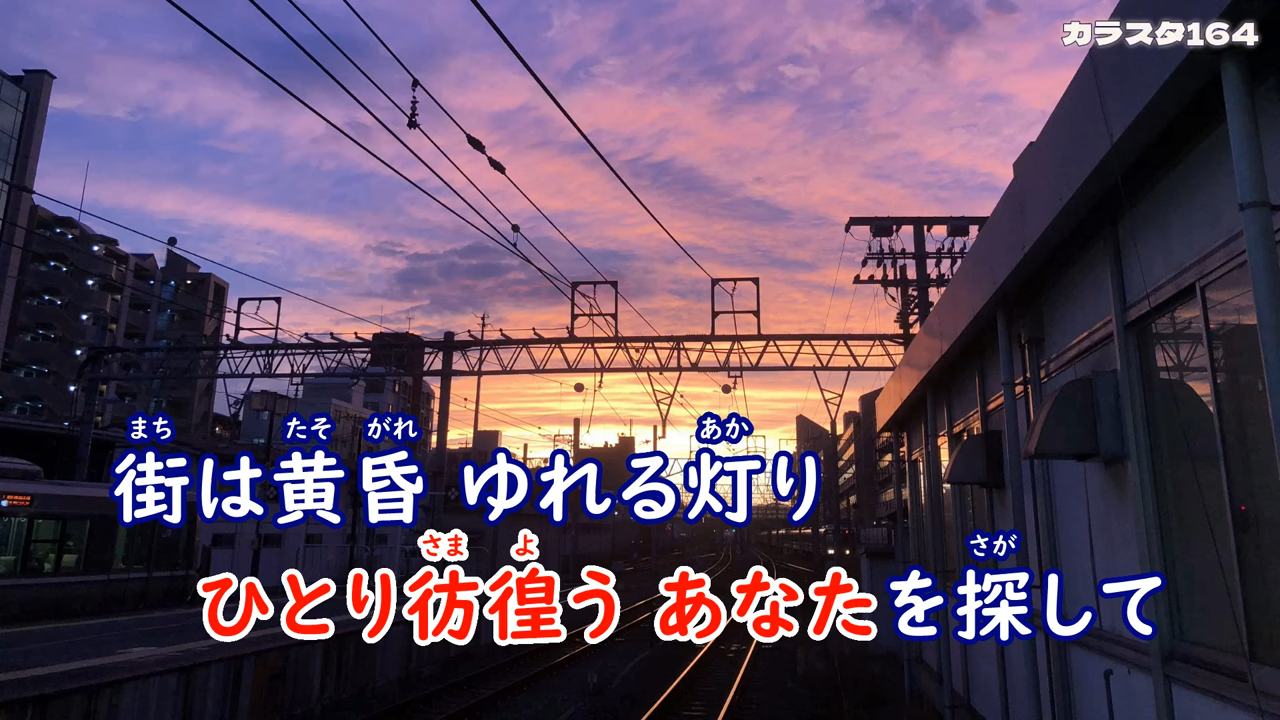 カラスタ164
まち たそ がれ あか
街は黄昏 ゆれる灯り
さま よ さが
ひとり彷徨う あなたを探して